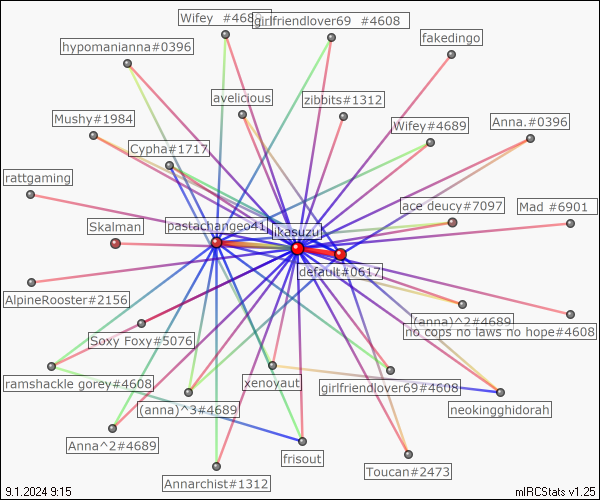 Wifey #4689
girlfriendlover69 #4608
hypomanianna#0396
fakedingo
avelicious
zibbits#1312
Mushy#1984
Wifey#4689
Anna.#0396
Cypha#1717
rattgaming
ace deucy#7097
Mad #6901
Skalman
pastachangeo41
ikasuzu
default#0617
AlpineRooster#2156
(anna)^2#4689
no cops no laws no hope#4608
Soxy Foxy#5076
ramshackle gorey#4608
xenoyaut
girlfriendlover69#4608
(anna)^3#4689
neokingghidorah
Anna^2#4689
frisout
Toucan#2473
Annarchist#1312
9.1.2024 9:15
mIRCStats v1.25